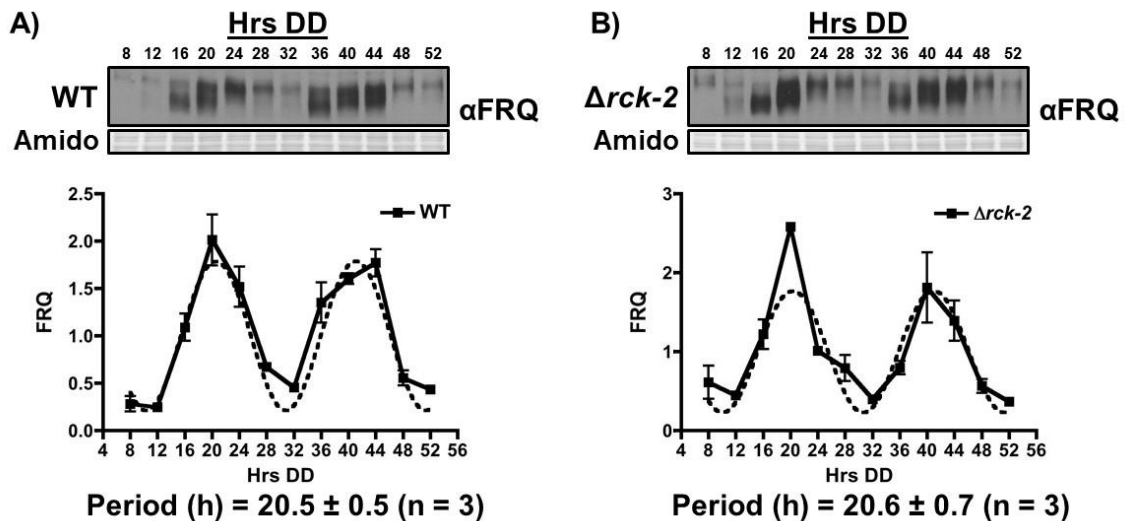 A)
Hrs DD
8 12 16 20 24 28 32 36 40 44 48 52
WT
αFRQ
Amido
2.5
2.0
1.5
1.0
0.5
0.0
FRQ
WT
4 8 12 16 20 24 28 32 36 40 44 48 52 56
Hrs DD
Period (h) = 20.5 ± 0.5 (n = 3)
B)
Hrs DD
8 12 16 20 24 28 32 36 40 44 48 52
Δrck-2
αFRQ
Amido
3
2
1
0
FRQ
Δrck-2
4 8 12 16 20 24 28 32 36 40 44 48 52 56
Hrs DD
Period (h) = 20.6 ± 0.7 (n = 3)